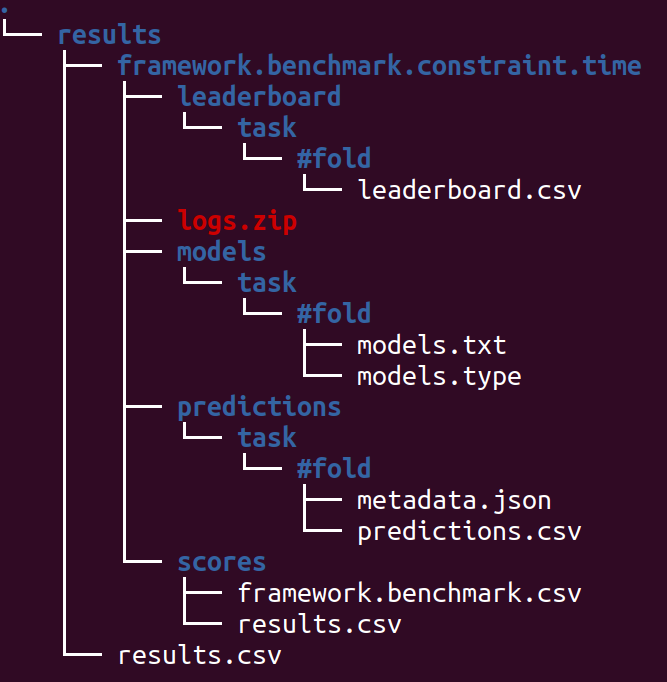 .
results
framework.benchmark.constraint.time
leaderboard
task
#fold
leaderboard.csv
logs.zip
models
task
#fold
models.txt
models.type
predictions
task
#fold
metadata.json
predictions.csv
scores
framework.benchmark.csv
results.csv
results.csv